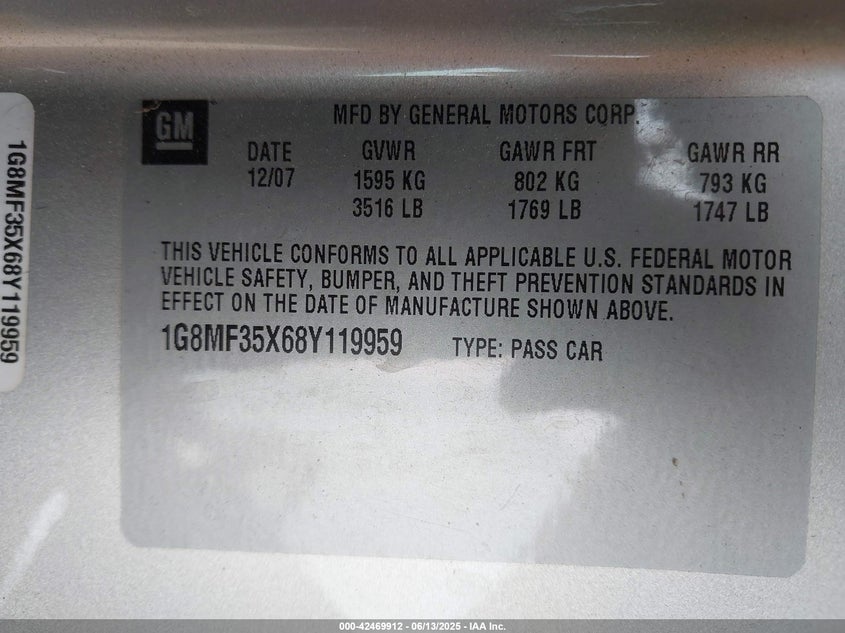 GM
MFD BY GENERAL MOTORS CORP.
DATE GVWR GAWR FRT GAWR RR
12/07 1595 KG 802 KG 793 KG
3516 LB 1769 LB 1747 LB
THIS VEHICLE CONFORMS TO ALL APPLICABLE U.S. FEDERAL MOTOR
VEHICLE SAFETY, BUMPER, AND THEFT PREVENTION STANDARDS IN
EFFECT ON THE DATE OF MANUFACTURE SHOWN ABOVE.
1G8MF35X68Y119959 TYPE: PASS CAR
1G8MF35X68Y119959
000-42469912 - 06/13/2025 - IAA Inc.